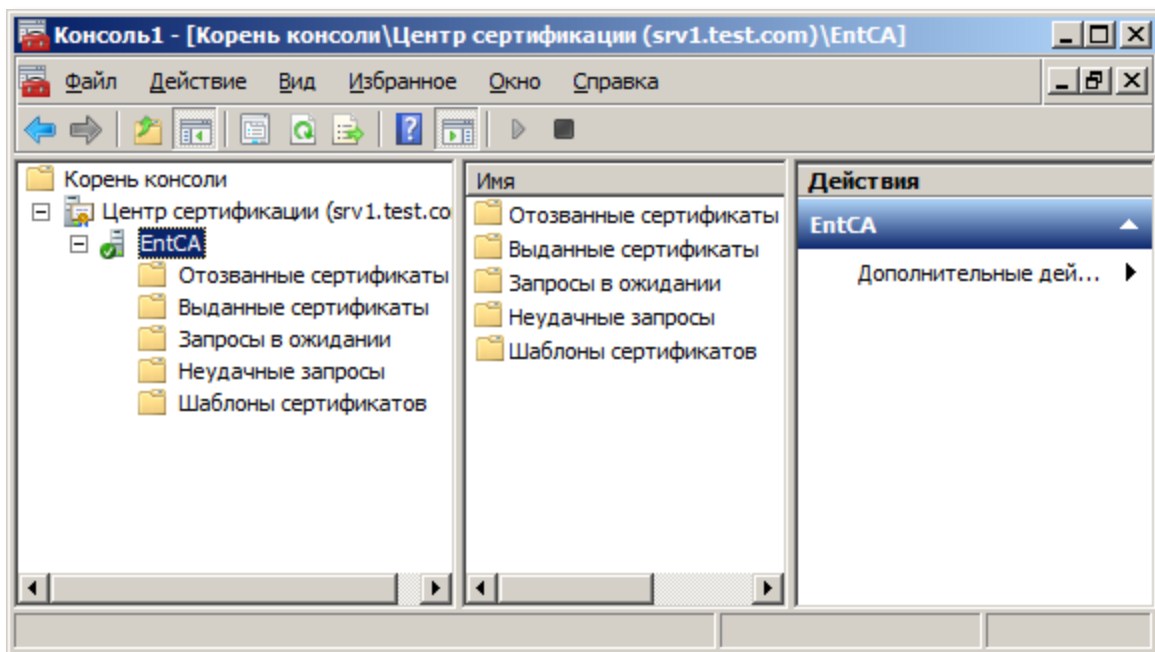 Консоль1 - [Корень консоли\Центр сертификации (srv1.test.com)\EntCA]
Файл Действие Вид Избранное Окно Справка
Корень консоли
Центр сертификации (srv1.test.co
EntCA
Отозванные сертификаты
Выданные сертификаты
Запросы в ожидании
Неудачные запросы
Шаблоны сертификатов
Имя
Отозванные сертификаты
Выданные сертификаты
Запросы в ожидании
Неудачные запросы
Шаблоны сертификатов
Действия
EntCA
Дополнительные дей...